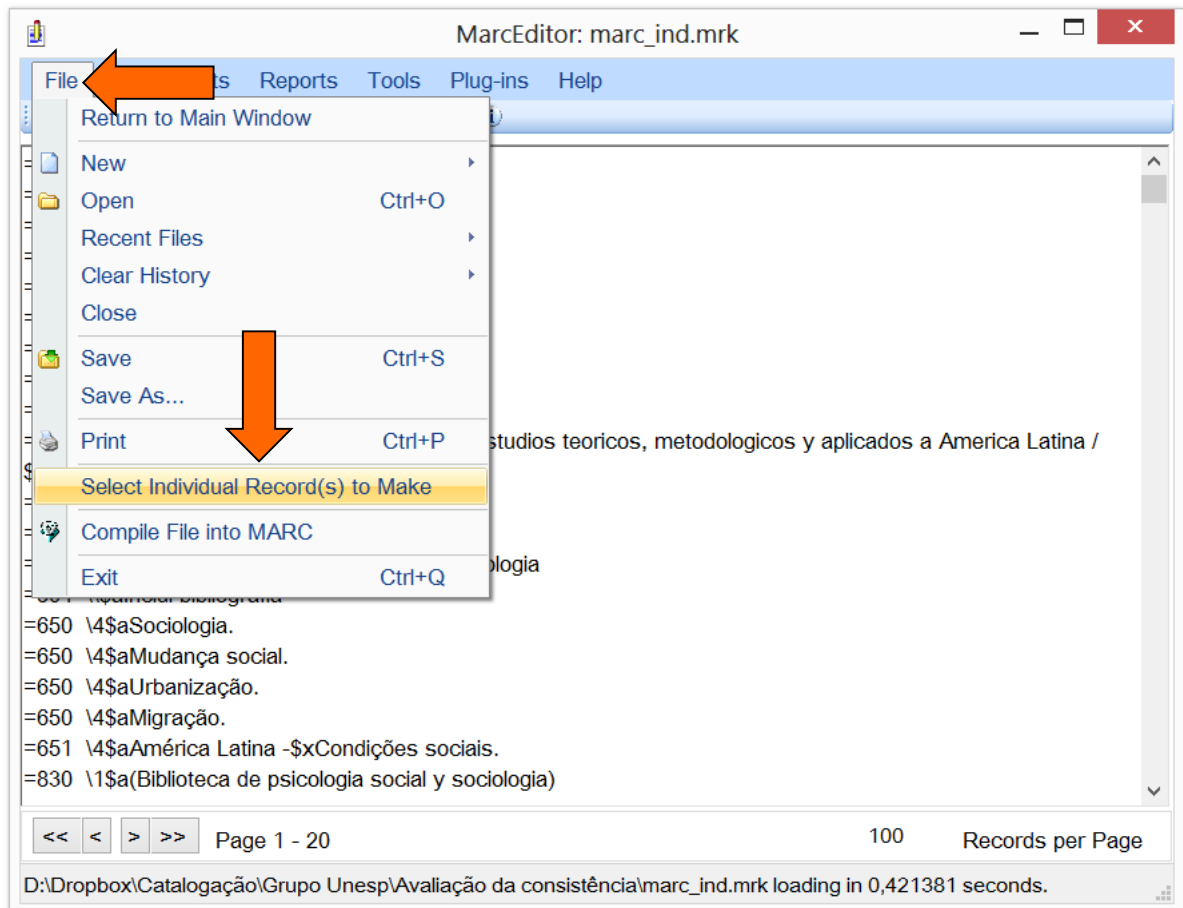 MarcEditor: marc_ind.mrk
File Reports Tools Plug-ins Help
Return to Main Window
New
Open Ctrl+O
Recent Files
Clear History
Close
Save Ctrl+S
Save As...
Print Ctrl+P
studios teoricos, metodologicos y aplicados a America Latina /
Select Individual Record(s) to Make
Compile File into MARC
Exit Ctrl+Q
=650 \4$aSociologia.
=650 \4$aMudança social.
=650 \4$aUrbanização.
=650 \4$aMigração.
=651 \4$aAmérica Latina -$xCondições sociais.
=830 \1$a(Biblioteca de psicologia social y sociologia)
<< < > >> Page 1 - 20 100 Records per Page
D:\Dropbox\Catalogação\Grupo Unesp\Avaliação da consistência\marc_ind.mrk loading in 0,421381 seconds.